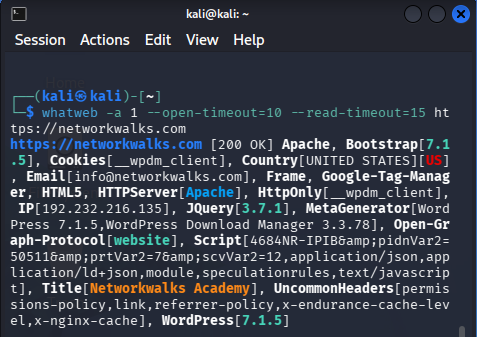 kali@kali: ~
Session Actions Edit View Help
┌──(kali㉿kali)-[~]
└─$ whatweb -a 1 --open-timeout=10 --read-timeout=15 ht
tps://networkwalks.com
https://networkwalks.com [200 OK] Apache, Bootstrap[7.1
.5], Cookies[__wpdm_client], Country[UNITED STATES][US]
, Email[info@networkwalks.com], Frame, Google-Tag-Manag
er, HTML5, HTTPServer[Apache], HttpOnly[__wpdm_client],
IP[192.232.216.135], JQuery[3.7.1], MetaGenerator[Word
Press 7.1.5,WordPress Download Manager 3.3.78], Open-Gr
aph-Protocol[website], Script[4684NR-IPIB&amp;pidnVar2=
50511&amp;prtVar2=7&amp;scvVar2=12,application/json,app
lication/ld+json,module,speculationrules,text/javascrip
t], Title[Networkwalks Academy], UncommonHeaders[permis
sions-policy,link,referrer-policy,x-endurance-cache-lev
el,x-nginx-cache], WordPress[7.1.5]